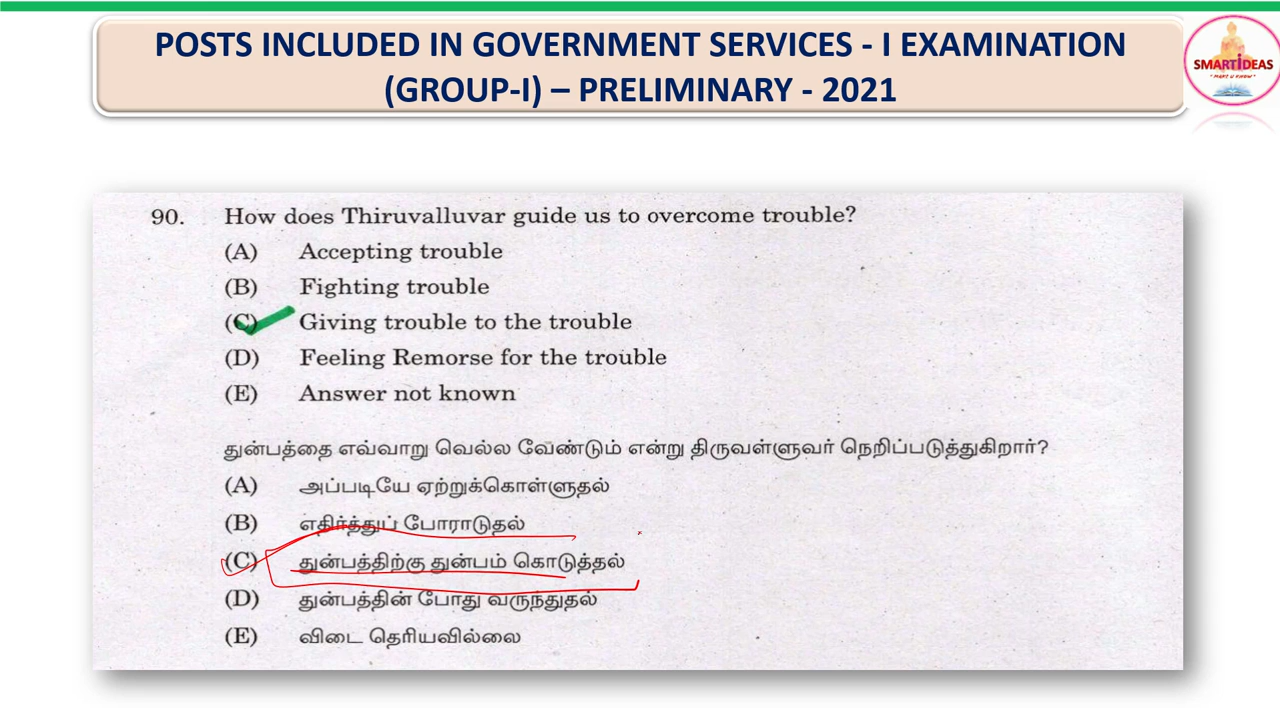 POSTS INCLUDED IN GOVERNMENT SERVICES - I EXAMINATION
(GROUP-I) – PRELIMINARY - 2021
SMARTIDEAS
"MAKE U KNOW"
90. How does Thiruvalluvar guide us to overcome trouble?
(A) Accepting trouble
(B) Fighting trouble
(C) Giving trouble to the trouble
(D) Feeling Remorse for the trouble
(E) Answer not known
துன்பத்தை எவ்வாறு வெல்ல வேண்டும் என்று திருவள்ளுவர் நெறிப்படுத்துகிறார்?
(A) அப்படியே ஏற்றுக்கொள்ளுதல்
(B) எதிர்த்துப் போராடுதல்
(C) துன்பத்திற்கு துன்பம் கொடுத்தல்
(D) துன்பத்தின் போது வருந்துதல்
(E) விடை தெரியவில்லை